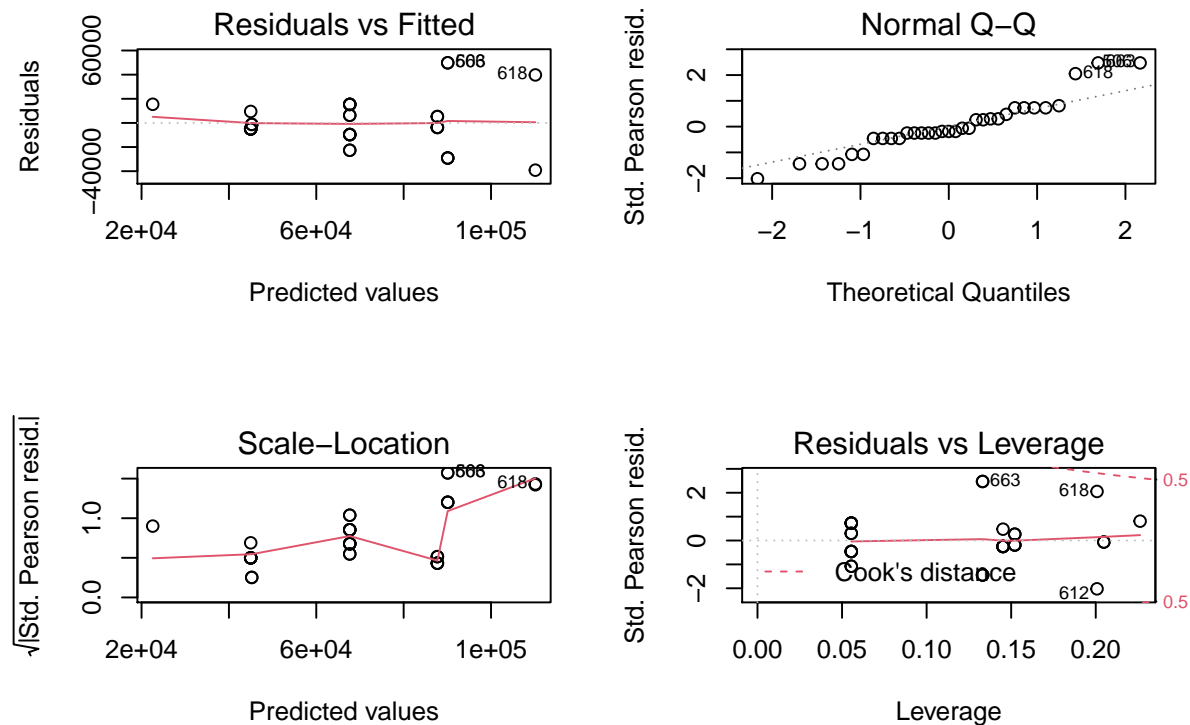 Residuals vs Fitted
Residuals
60000
−40000
618
2e+04 6e+04 1e+05
Predicted values
Normal Q−Q
Std. Pearson resid.
2
0
−2
618
−2 −1 0 1 2
Theoretical Quantiles
Scale−Location
√|Std. Pearson resid.|
1.0
0.0
618
2e+04 6e+04 1e+05
Predicted values
Residuals vs Leverage
Std. Pearson resid.
2
0
−2
663
618
612
0.5
0.5
Cook's distance
0.00 0.05 0.10 0.15 0.20
Leverage